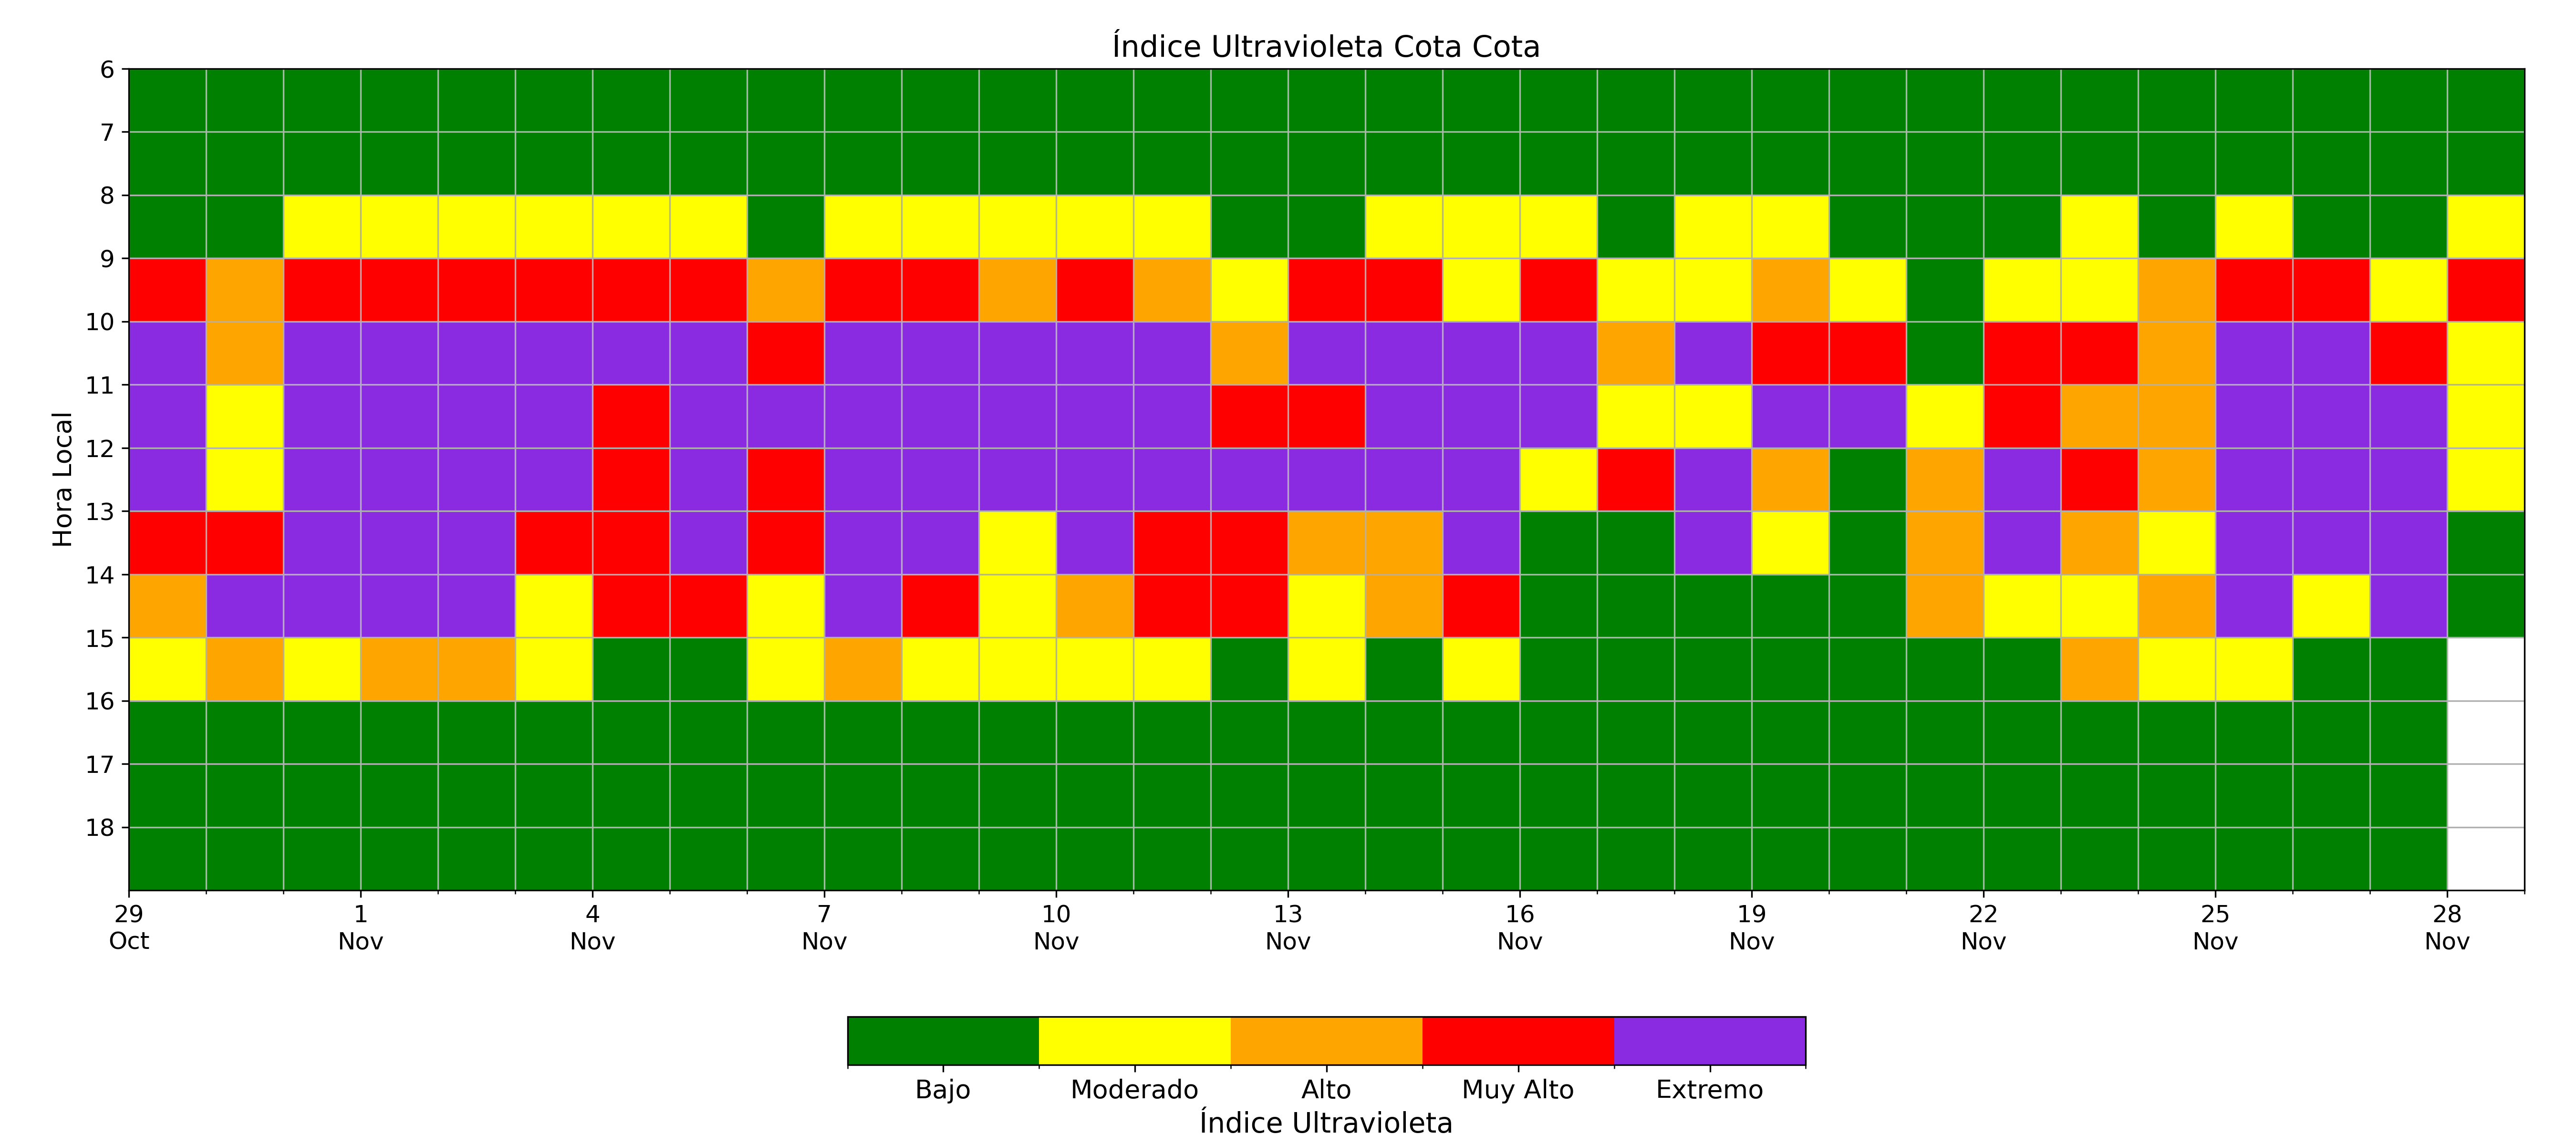 Índice Ultravioleta Cota Cota
Hora Local
6
7
8
9
10
11
12
13
14
15
16
17
18
29 1 4 7 10 13 16 19 22 25 28
Oct Nov Nov Nov Nov Nov Nov Nov Nov Nov Nov
Bajo Moderado Alto Muy Alto Extremo
Índice Ultravioleta